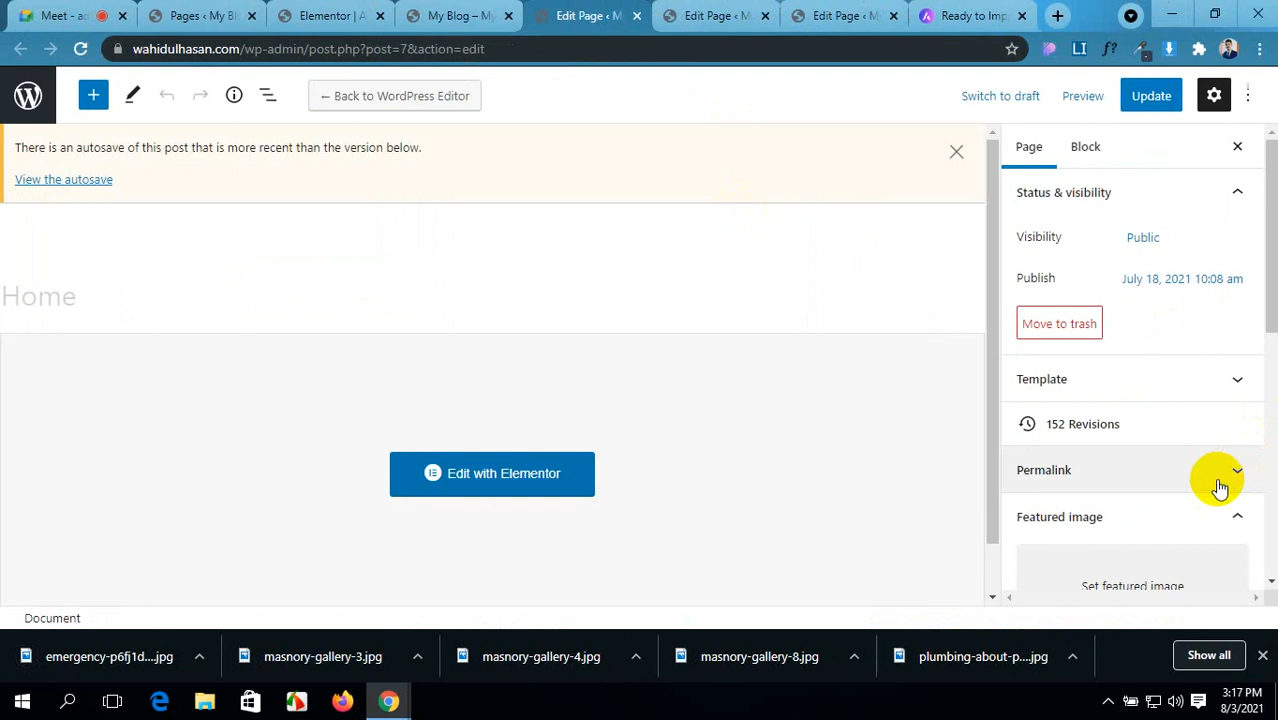 Meet - ad
Pages ‹ My Bl
Elementor | A
My Blog – My
Edit Page ‹ M
Edit Page ‹ M
Edit Page ‹ M
Ready to Imp
wahidulhasan.com/wp-admin/post.php?post=7&action=edit
LI
f?
← Back to WordPress Editor
Switch to draft
Preview
Update
There is an autosave of this post that is more recent than the version below.
View the autosave
Page
Block
Status & visibility
Visibility
Public
Publish
July 18, 2021 10:08 am
Move to trash
Home
Template
152 Revisions
Edit with Elementor
Permalink
Featured image
Set featured image
Document
emergency-p6fj1d....jpg
masnory-gallery-3.jpg
masnory-gallery-4.jpg
masnory-gallery-8.jpg
plumbing-about-p....jpg
Show all
3:17 PM
8/3/2021